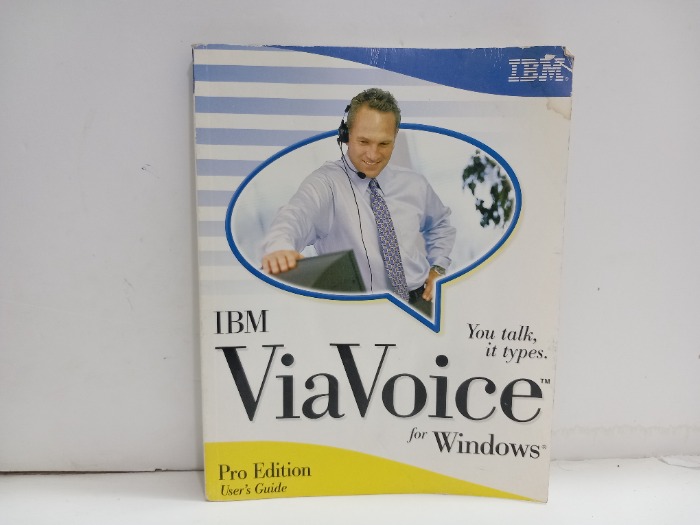 IBM®
IBM
You talk,
it types.
ViaVoice™
for Windows®
Pro Edition
User's Guide